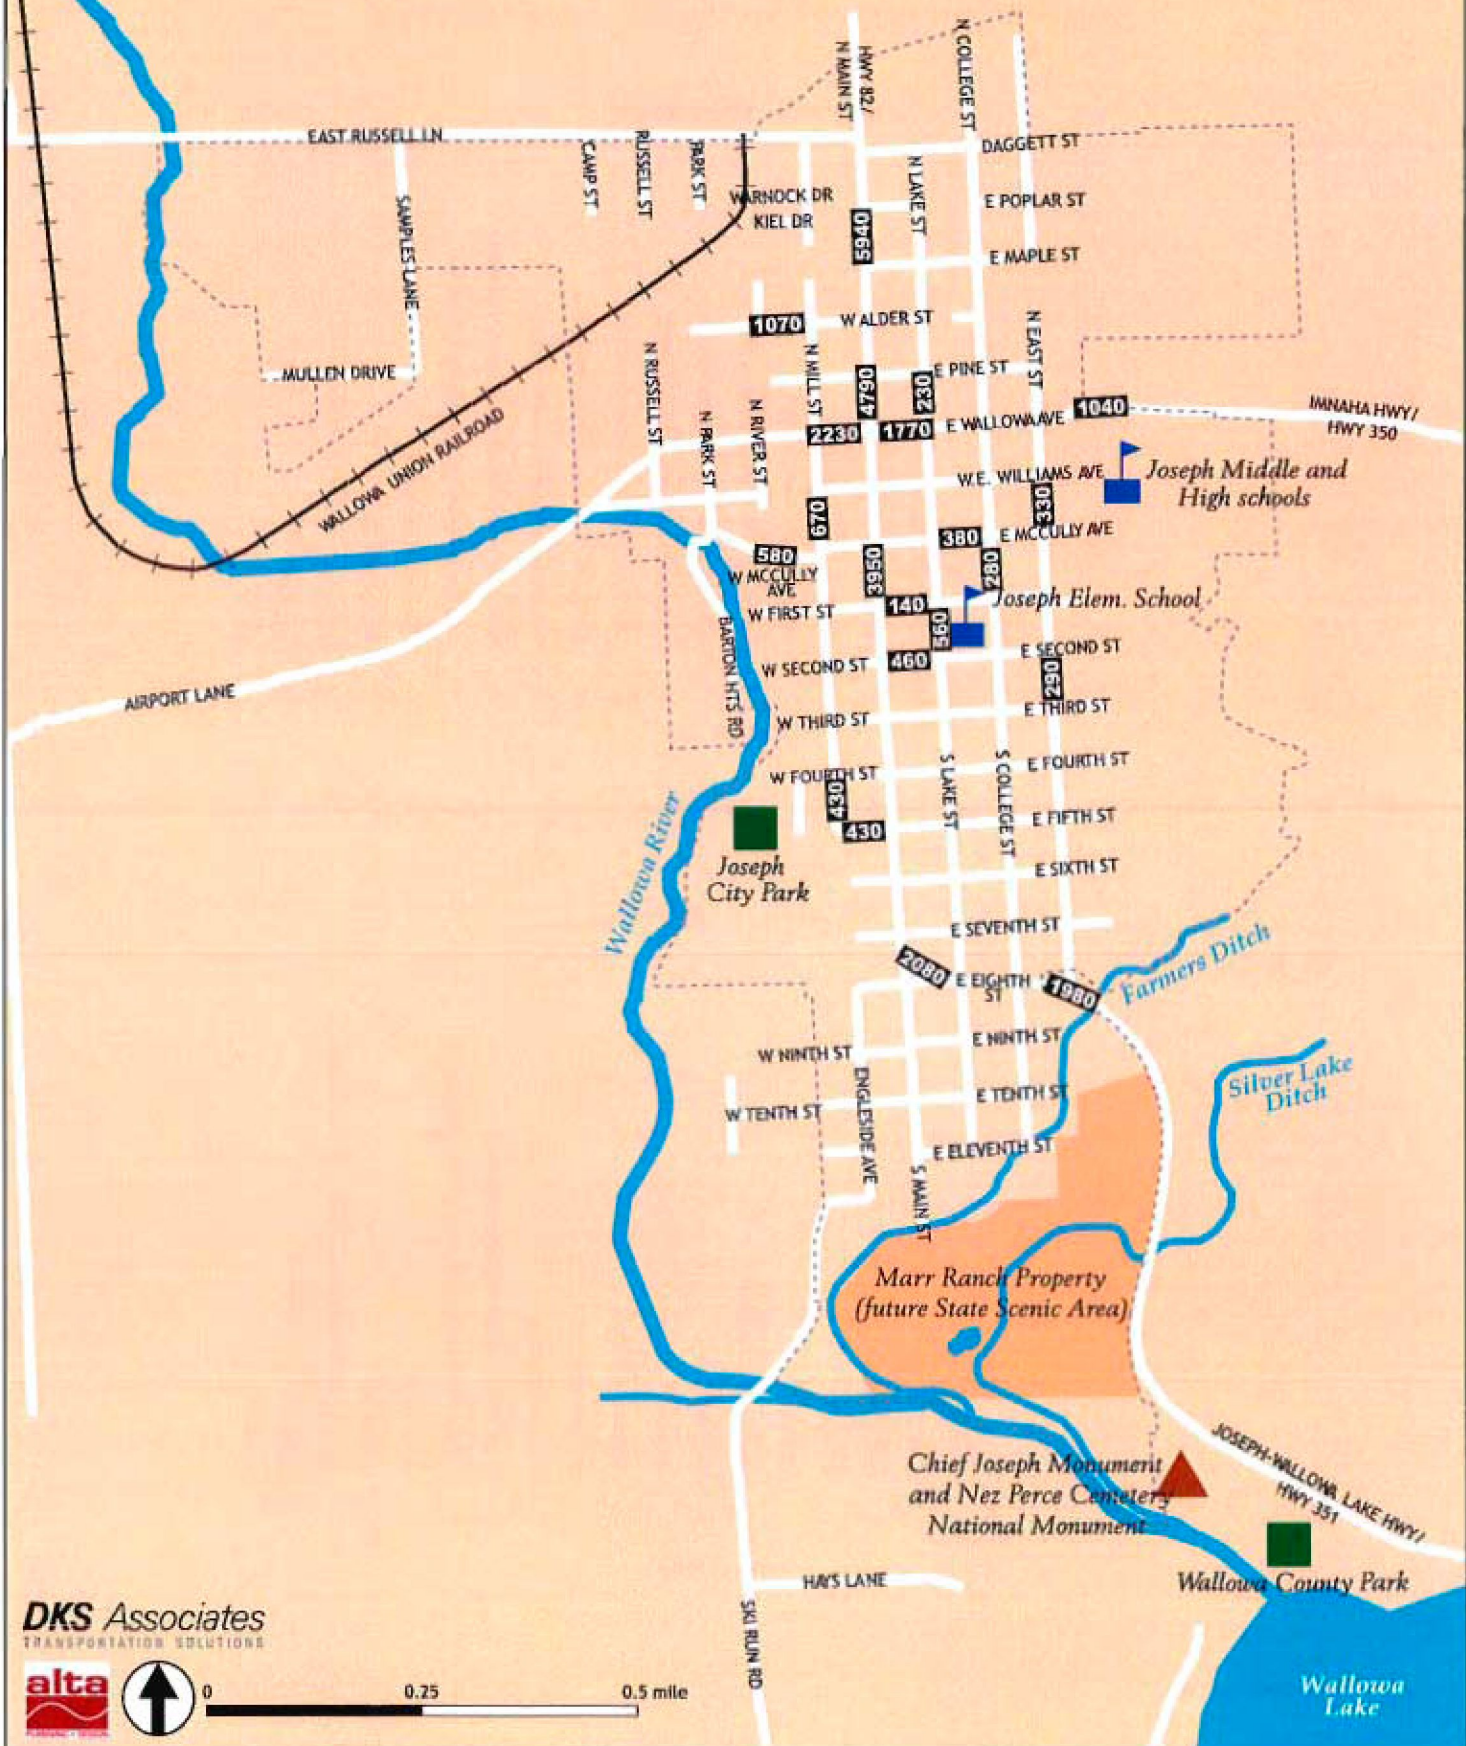 N MAIN ST
HWY 82/
N COLLEGE ST
EAST RUSSELL LN
CAMP ST
RUSSELL ST
PARK ST
DAGGETT ST
N LAKE ST
WARNOCK DR
KIEL DR
E POPLAR ST
SAMPLES LANE
5940
E MAPLE ST
1070
W ALDER ST
N EAST ST
MULLEN DRIVE
N RUSSELL ST
N MILL ST
E PINE ST
4790
230
N PARK ST
N RIVER ST
2230
1770
E WALLOWA AVE
1040
IMNAHA HWY/
HWY 350
WALLOWA UNION RAILROAD
W.E. WILLIAMS AVE
Joseph Middle and
High schools
330
670
380
E MCCULLY AVE
580
W MCCULLY
AVE
3950
280
Joseph Elem. School
W FIRST ST
140
560
BARTON HTS RD
W SECOND ST
460
E SECOND ST
290
AIRPORT LANE
W THIRD ST
E THIRD ST
W FOURTH ST
S LAKE ST
S COLLEGE ST
E FOURTH ST
430
430
E FIFTH ST
Wallowa River
Joseph
City Park
E SIXTH ST
E SEVENTH ST
2080
E EIGHTH
ST
1980
Farmers Ditch
W NINTH ST
E NINTH ST
Silver Lake
Ditch
ENGLESIDE AVE
W TENTH ST
E TENTH ST
E ELEVENTH ST
S MAIN ST
Marr Ranch Property
(future State Scenic Area)
JOSEPH-WALLOWA LAKE HWY/
HWY 351
Chief Joseph Monument
and Nez Perce Cemetery
National Monument
Wallowa County Park
HAYS LANE
SKI RUN RD
DKS Associates
TRANSPORTATION SOLUTIONS
alta
PLANNING + DESIGN
0 0.25 0.5 mile
Wallowa
Lake